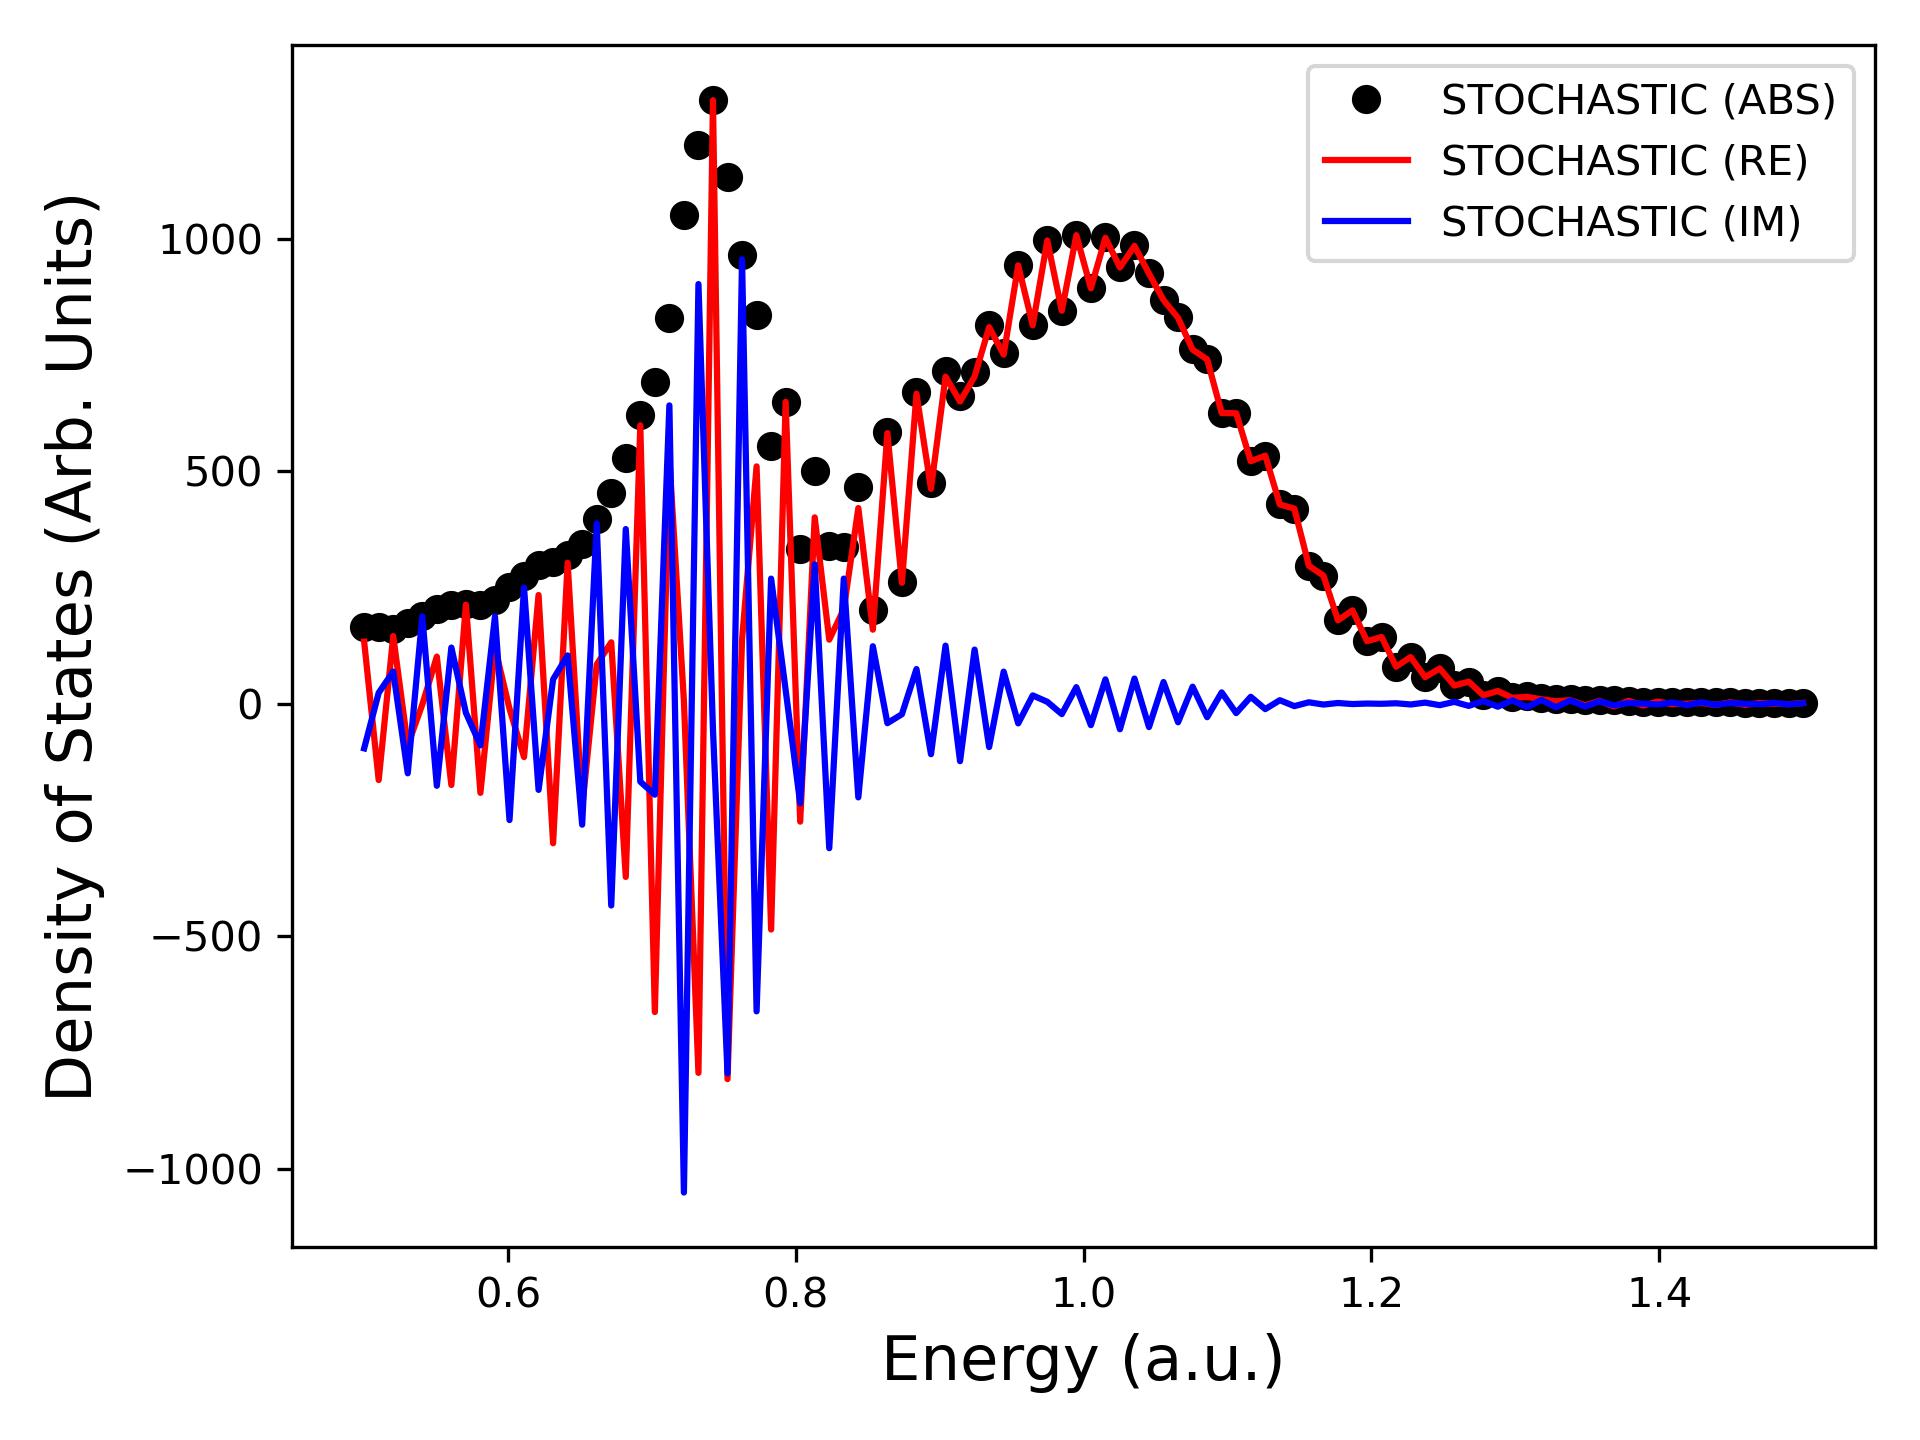 STOCHASTIC (ABS)
STOCHASTIC (RE)
STOCHASTIC (IM)
Density of States (Arb. Units)
1000
500
0
−500
−1000
0.6 0.8 1.0 1.2 1.4
Energy (a.u.)